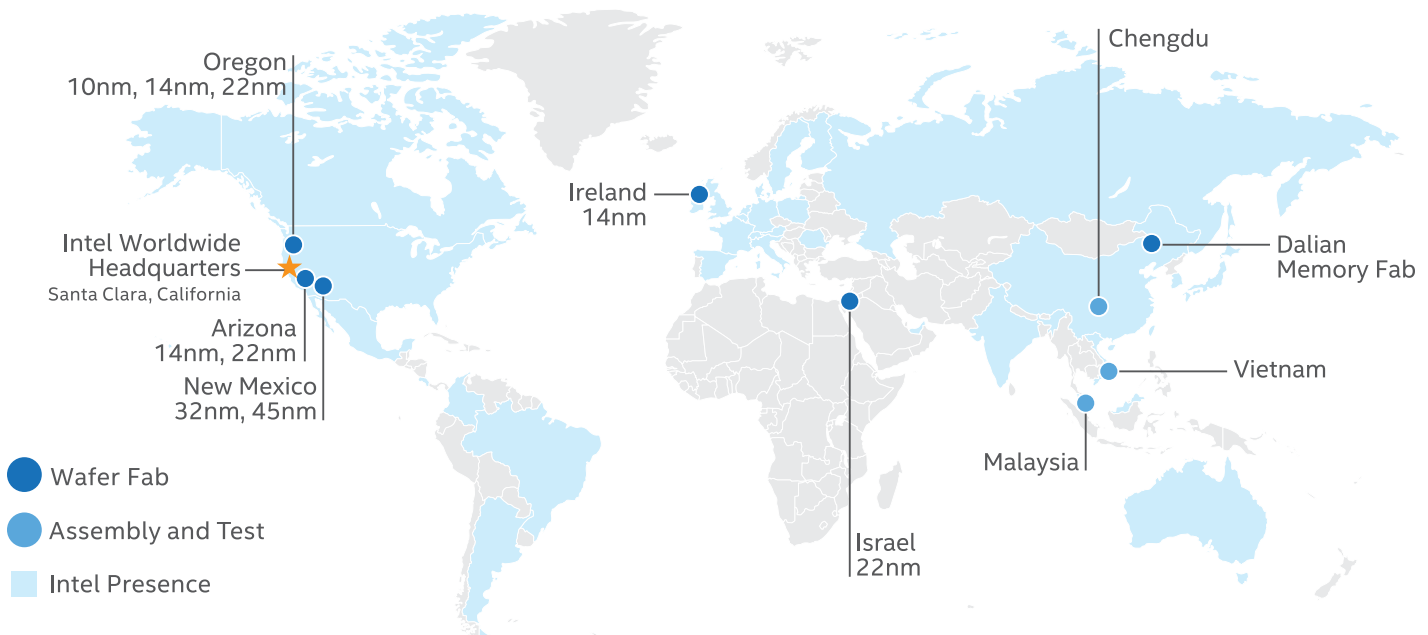 Oregon
10nm, 14nm, 22nm
Chengdu
Ireland
14nm
Intel Worldwide
Headquarters
Santa Clara, California
Dalian
Memory Fab
Arizona
14nm, 22nm
New Mexico
32nm, 45nm
Vietnam
Malaysia
Israel
22nm
Wafer Fab
Assembly and Test
Intel Presence